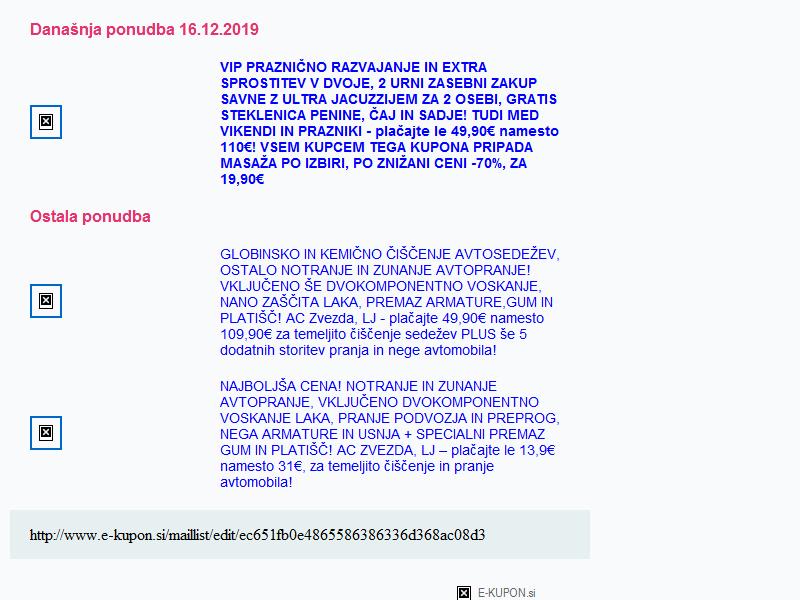 Današnja ponudba 16.12.2019
VIP PRAZNIČNO RAZVAJANJE IN EXTRA
SPROSTITEV V DVOJE, 2 URNI ZASEBNI ZAKUP
SAVNE Z ULTRA JACUZZIJEM ZA 2 OSEBI, GRATIS
STEKLENICA PENINE, ČAJ IN SADJE! TUDI MED
VIKENDI IN PRAZNIKI - plačajte le 49,90€ namesto
110€! VSEM KUPCEM TEGA KUPONA PRIPADA
MASAŽA PO IZBIRI, PO ZNIŽANI CENI -70%, ZA
19,90€
Ostala ponudba
GLOBINSKO IN KEMIČNO ČIŠČENJE AVTOSEDEŽEV,
OSTALO NOTRANJE IN ZUNANJE AVTOPRANJE!
VKLJUČENO ŠE DVOKOMPONENTNO VOSKANJE,
NANO ZAŠČITA LAKA, PREMAZ ARMATURE,GUM IN
PLATIŠČ! AC Zvezda, LJ - plačajte 49,90€ namesto
109,90€ za temeljito čiščenje sedežev PLUS še 5
dodatnih storitev pranja in nege avtomobila!
NAJBOLJŠA CENA! NOTRANJE IN ZUNANJE
AVTOPRANJE, VKLJUČENO DVOKOMPONENTNO
VOSKANJE LAKA, PRANJE PODVOZJA IN PREPROG,
NEGA ARMATURE IN USNJA + SPECIALNI PREMAZ
GUM IN PLATIŠČ! AC ZVEZDA, LJ – plačajte le 13,9€
namesto 31€, za temeljito čiščenje in pranje
avtomobila!
http://www.e-kupon.si/maillist/edit/ec651fb0e4865586386336d368ac08d3
E-KUPON.si